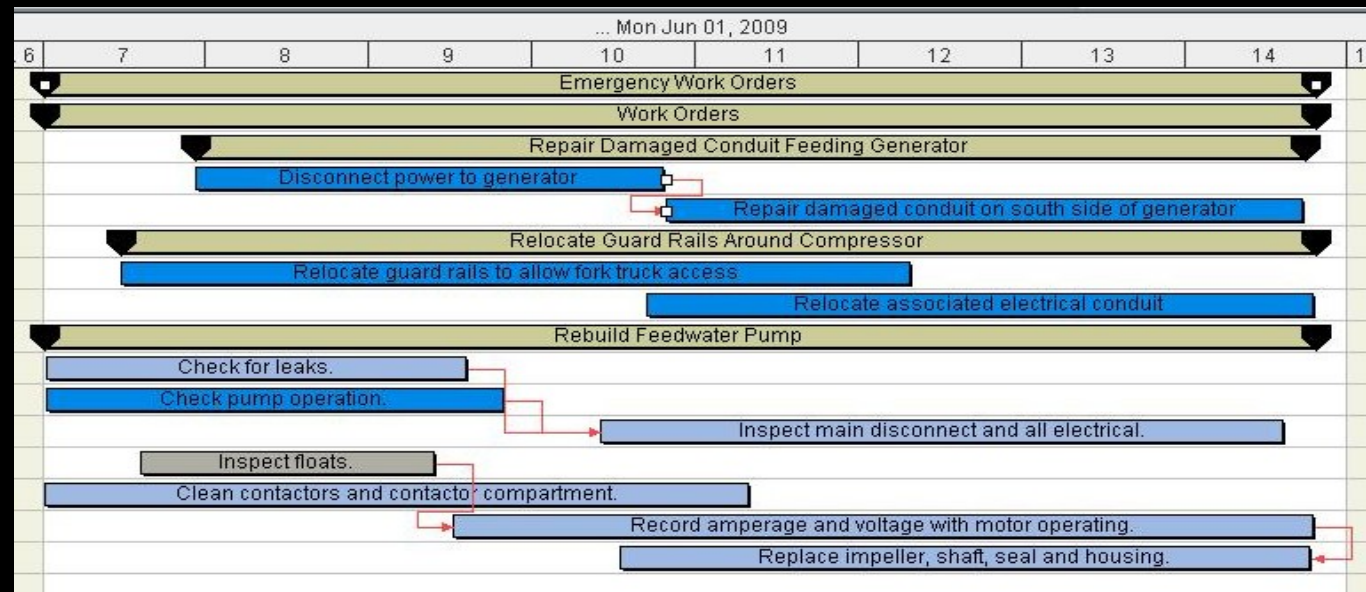 ... Mon Jun 01, 2009
6 7 8 9 10 11 12 13 14 1
Emergency Work Orders
Work Orders
Repair Damaged Conduit Feeding Generator
Disconnect power to generator
Repair damaged conduit on south side of generator
Relocate Guard Rails Around Compressor
Relocate guard rails to allow fork truck access
Relocate associated electrical conduit
Rebuild Feedwater Pump
Check for leaks.
Check pump operation.
Inspect main disconnect and all electrical.
Inspect floats.
Clean contactors and contactor compartment.
Record amperage and voltage with motor operating.
Replace impeller, shaft, seal and housing.